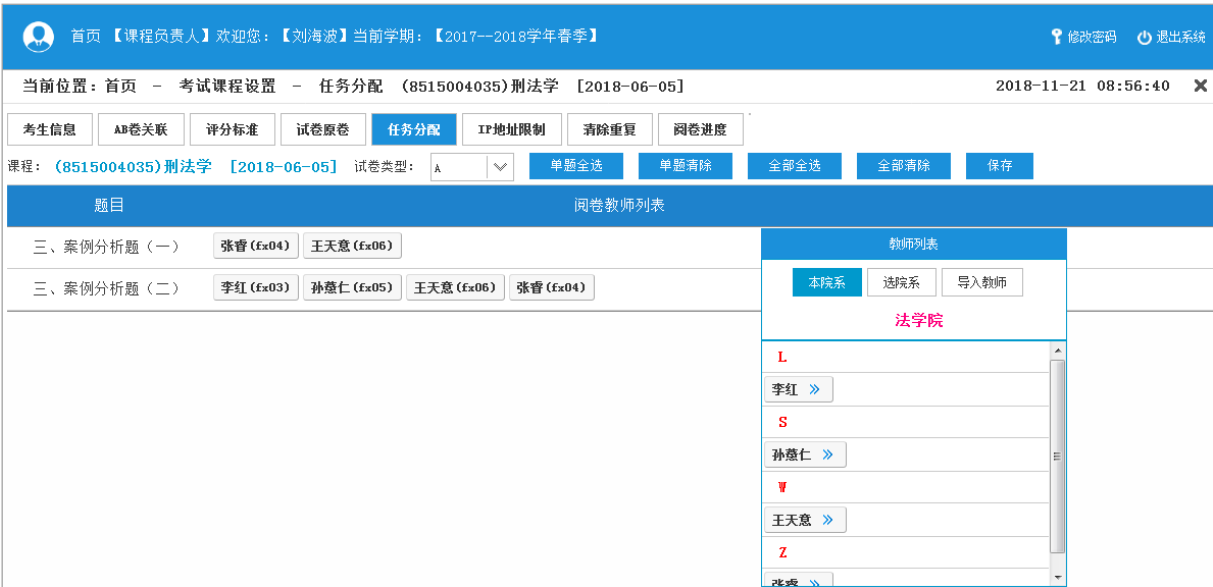 首页 【课程负责人】欢迎您：【刘海波】当前学期：【2017--2018学年春季】 修改密码 退出系统
当前位置：首页 － 考试课程设置 － 任务分配 (8515004035)刑法学 [2018-06-05] 2018-11-21 08:56:40
考生信息 AB卷关联 评分标准 试卷原卷 任务分配 IP地址限制 清除重复 阅卷进度
课程： (8515004035)刑法学 [2018-06-05] 试卷类型： A 单题全选 单题清除 全部全选 全部清除 保存
题目 阅卷教师列表
三、案例分析题（一） 张睿(fx04) 王天意(fx06)
三、案例分析题（二） 李红(fx03) 孙薏仁(fx05) 王天意(fx06) 张睿(fx04)
教师列表
本院系 选院系 导入教师
法学院
L
李红
S
孙薏仁
W
王天意
Z
张睿